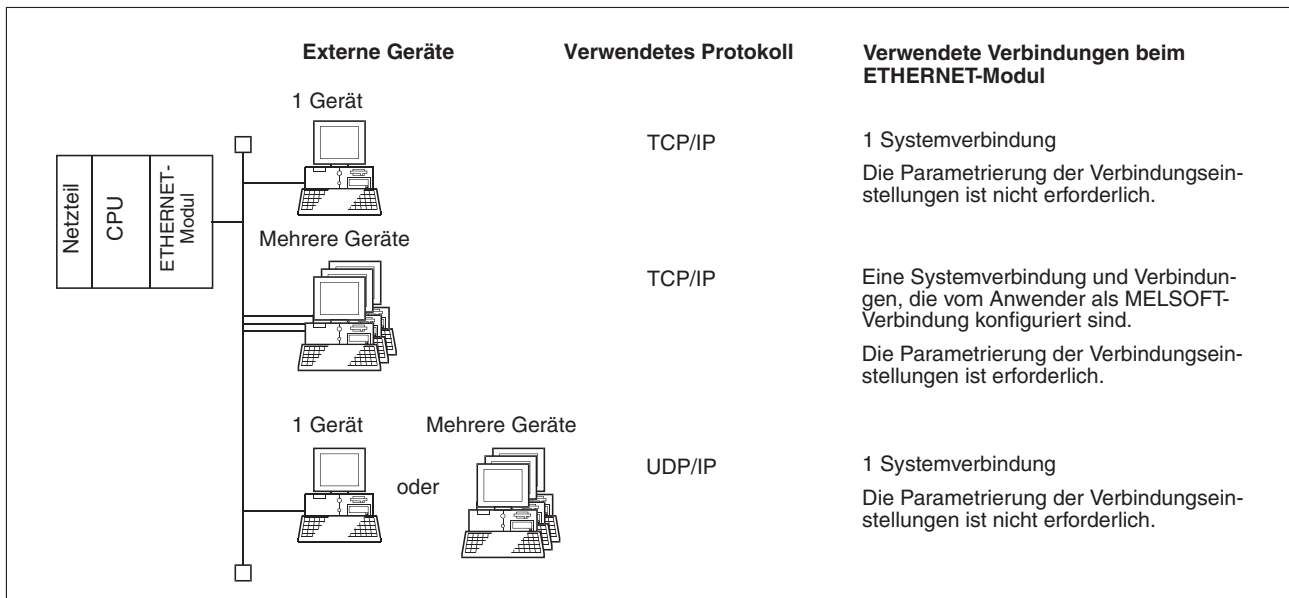 Externe Geräte
Verwendetes Protokoll
Verwendete Verbindungen beim
ETHERNET-Modul
Netzteil
CPU
ETHERNET-
Modul
1 Gerät
TCP/IP
1 Systemverbindung
Die Parametrierung der Verbindungsein-
stellungen ist nicht erforderlich.
Mehrere Geräte
TCP/IP
Eine Systemverbindung und Verbindun-
gen, die vom Anwender als MELSOFT-
Verbindung konfiguriert sind.
Die Parametrierung der Verbindungsein-
stellungen ist erforderlich.
1 Gerät
oder
Mehrere Geräte
UDP/IP
1 Systemverbindung
Die Parametrierung der Verbindungsein-
stellungen ist nicht erforderlich.